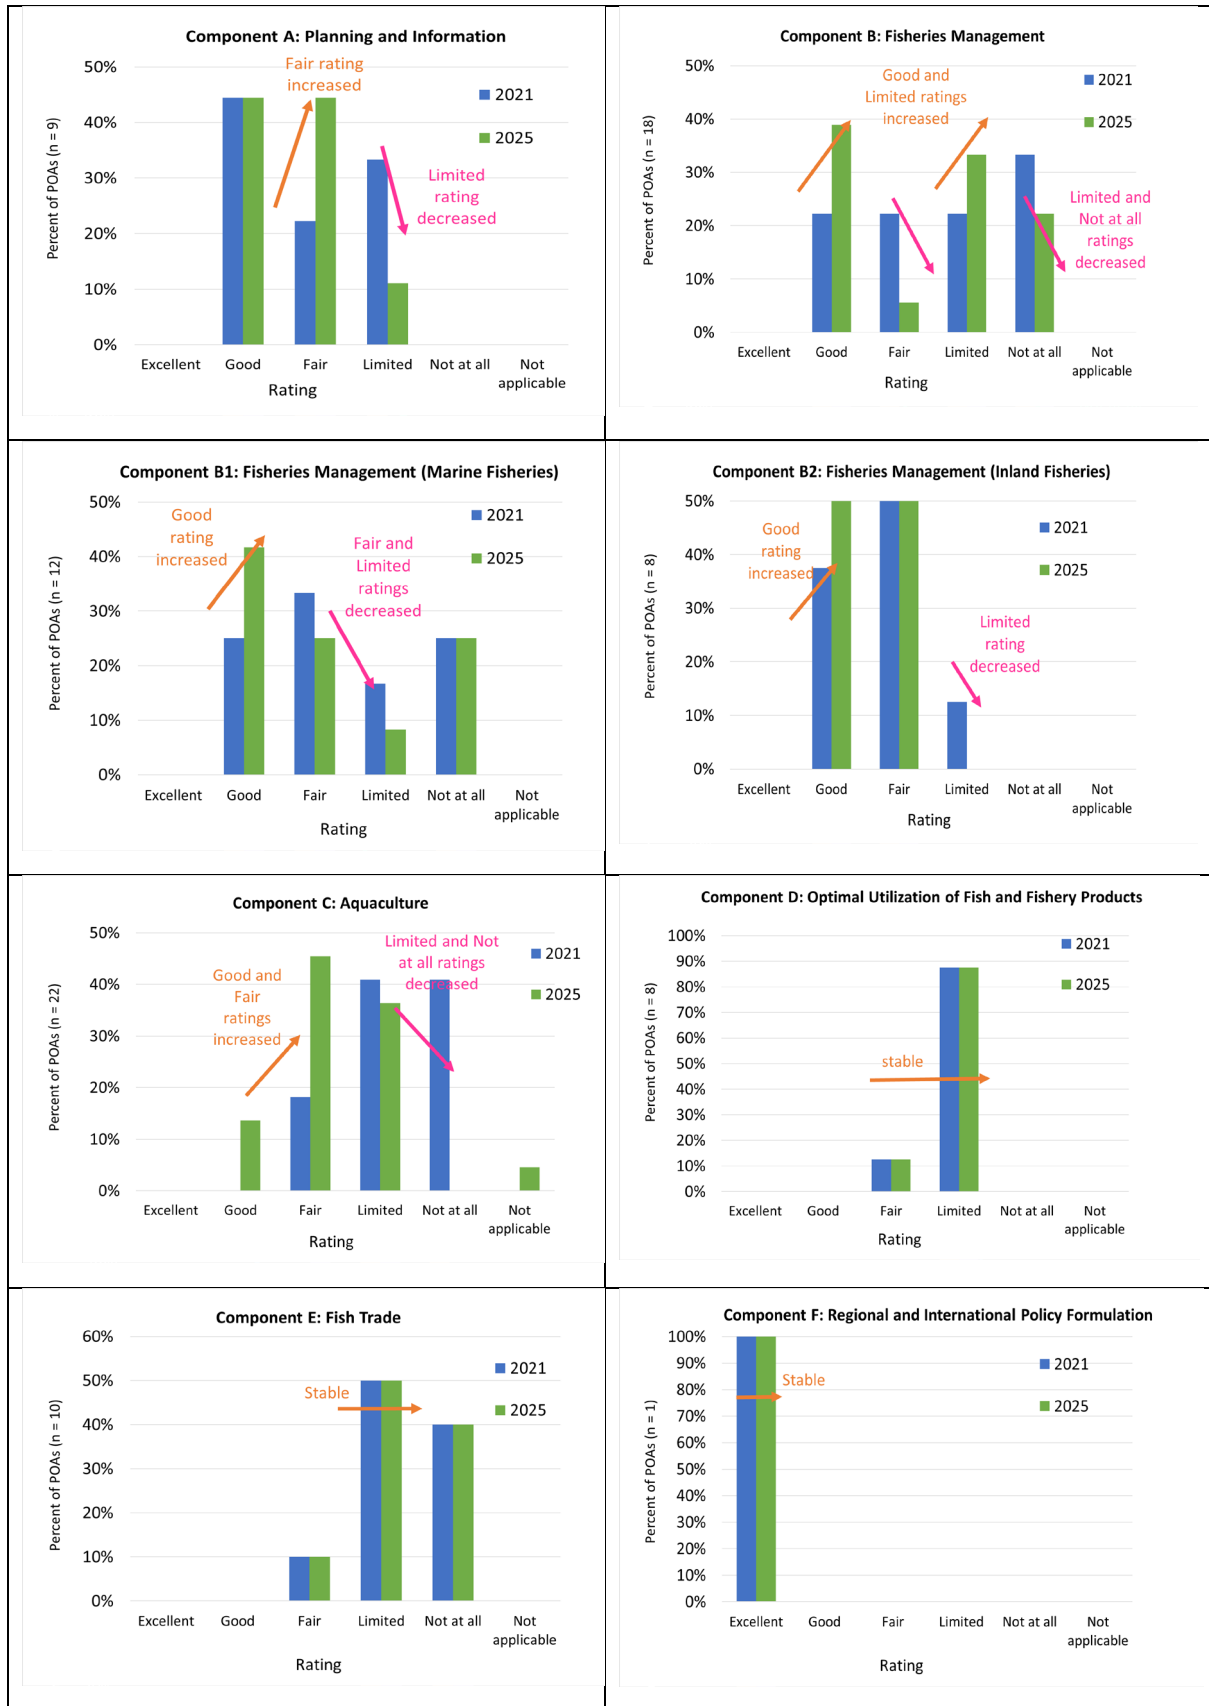 Component A: Planning and Information
Fair rating
increased
2021
2025
Limited
rating
decreased
Percent of POAs (n = 9)
50%
40%
30%
20%
10%
0%
Excellent
Good
Fair
Limited
Not at all
Not
applicable
Rating
Component B: Fisheries Management
Good and
Limited ratings
increased
2021
2025
Limited and
Not at all
ratings
decreased
Percent of POAs (n = 18)
50%
40%
30%
20%
10%
0%
Excellent
Good
Fair
Limited
Not at all
Not
applicable
Rating
Component B1: Fisheries Management (Marine Fisheries)
Good
rating
increased
Fair and
Limited
ratings
decreased
2021
2025
Percent of POAs (n = 12)
50%
40%
30%
20%
10%
0%
Excellent
Good
Fair
Limited
Not at all
Not
applicable
Rating
Component B2: Fisheries Management (Inland Fisheries)
Good
rating
increased
2021
2025
Limited
rating
decreased
Percent of POAs (n = 8)
50%
40%
30%
20%
10%
0%
Excellent
Good
Fair
Limited
Not at all
Not
applicable
Rating
Component C: Aquaculture
Good and
Fair
ratings
increased
Limited and Not
at all ratings
decreased
2021
2025
Percent of POAs (n = 22)
50%
40%
30%
20%
10%
0%
Excellent
Good
Fair
Limited
Not at all
Not
applicable
Rating
Component D: Optimal Utilization of Fish and Fishery Products
stable
2021
2025
Percent of POAs (n = 8)
100%
90%
80%
70%
60%
50%
40%
30%
20%
10%
0%
Excellent
Good
Fair
Limited
Not at all
Not
applicable
Rating
Component E: Fish Trade
Stable
2021
2025
Percent of POAs (n = 10)
60%
50%
40%
30%
20%
10%
0%
Excellent
Good
Fair
Limited
Not at all
Not
applicable
Rating
Component F: Regional and International Policy Formulation
Stable
2021
2025
Percent of POAs (n = 1)
100%
90%
80%
70%
60%
50%
40%
30%
20%
10%
0%
Excellent
Good
Fair
Limited
Not at all
Not
applicable
Rating